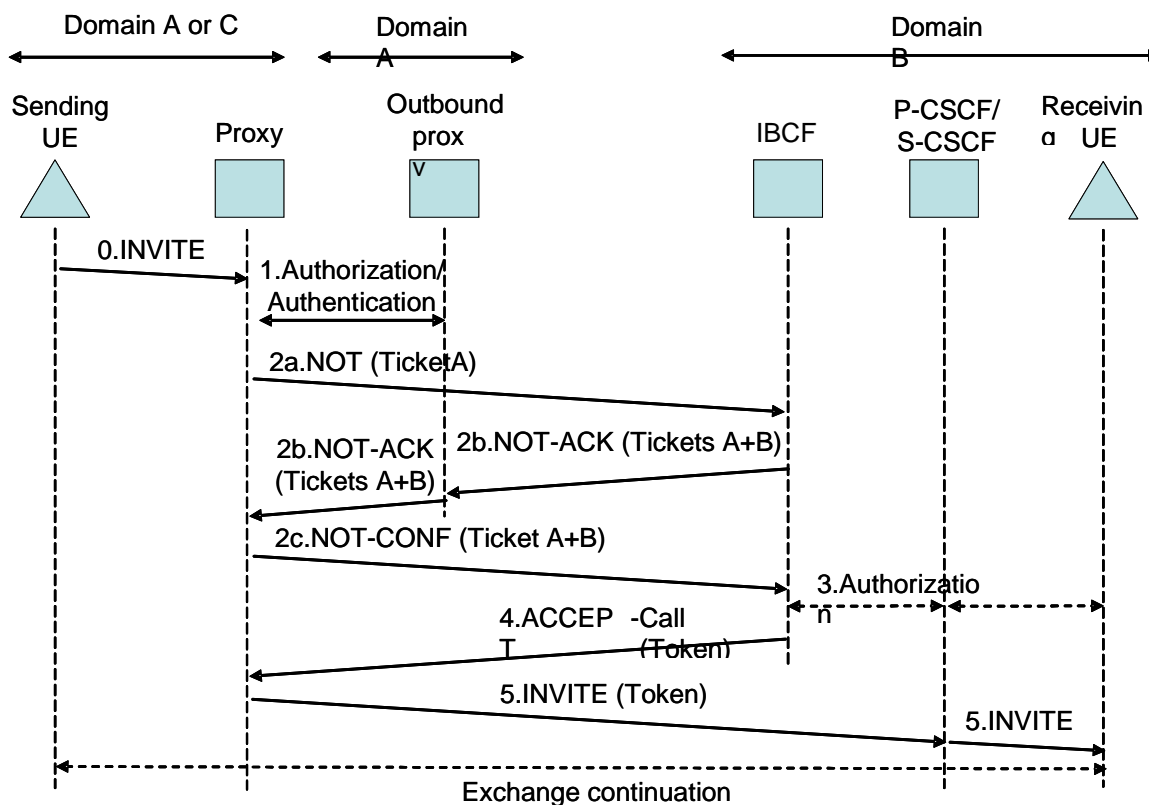 Domain A or C
Domain
A
Domain
B
Sending
UE
Proxy
Outbound
prox
y
IBCF
P-CSCF/
S-CSCF
Receivin
g UE
0.INVITE
1.Authorization/
Authentication
2a.NOT (TicketA)
2b.NOT-ACK
(Tickets A+B)
2b.NOT-ACK (Tickets A+B)
2c.NOT-CONF (Ticket A+B)
3.Authorizatio
n
4.ACCEP -Call
T (Token)
5.INVITE (Token)
5.INVITE
Exchange continuation